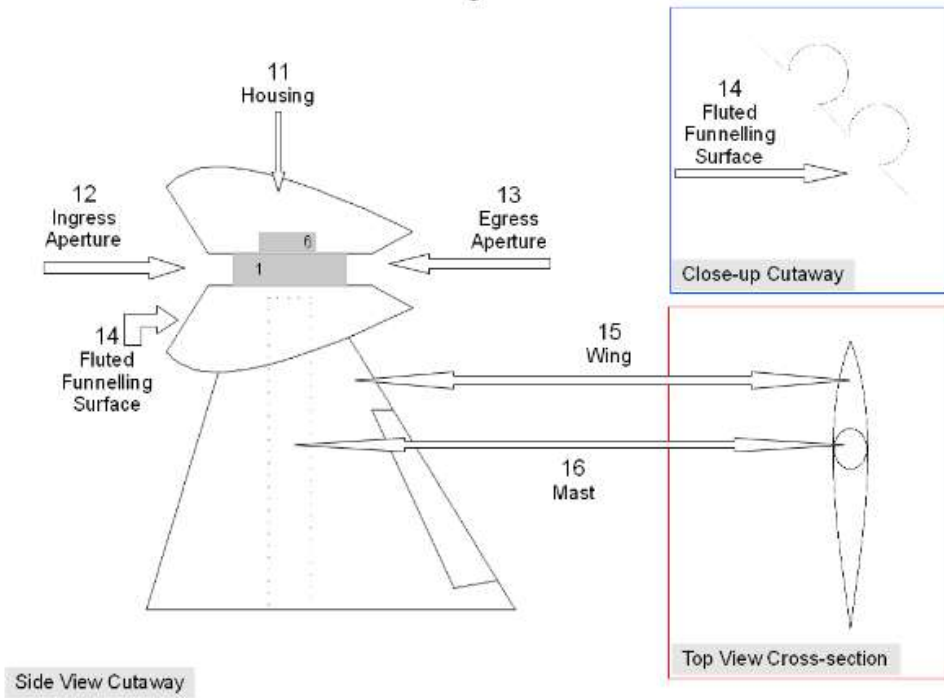 11
Housing
12
Ingress
Aperture
13
Egress
Aperture
6
1
14
Fluted
Funnelling
Surface
15
Wing
16
Mast
Side View Cutaway
14
Fluted
Funnelling
Surface
Close-up Cutaway
Top View Cross-section